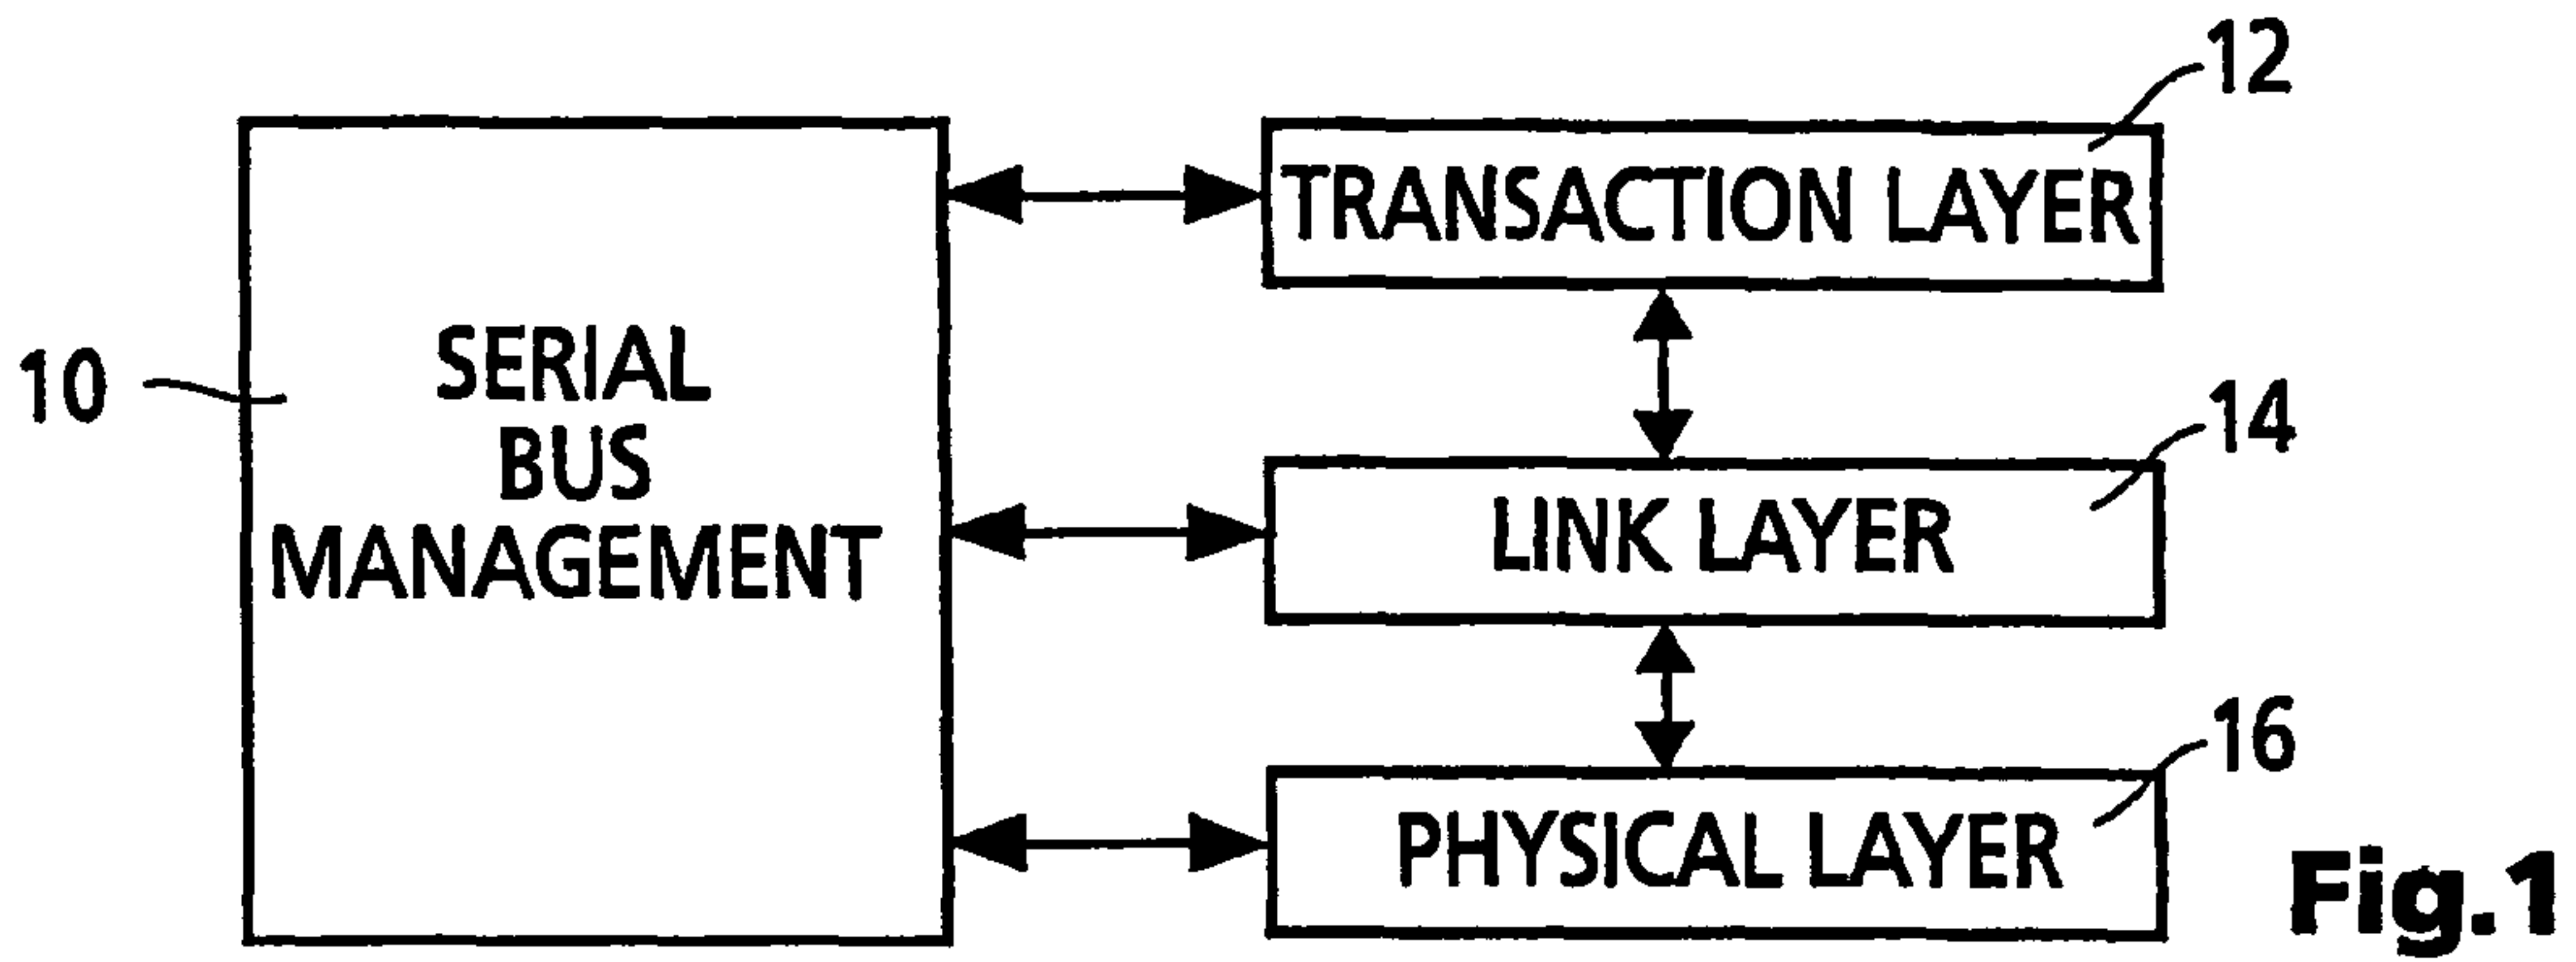 12
TRANSACTION LAYER
10
SERIAL
BUS
MANAGEMENT
14
LINK LAYER
16
PHYSICAL LAYER
Fig.1